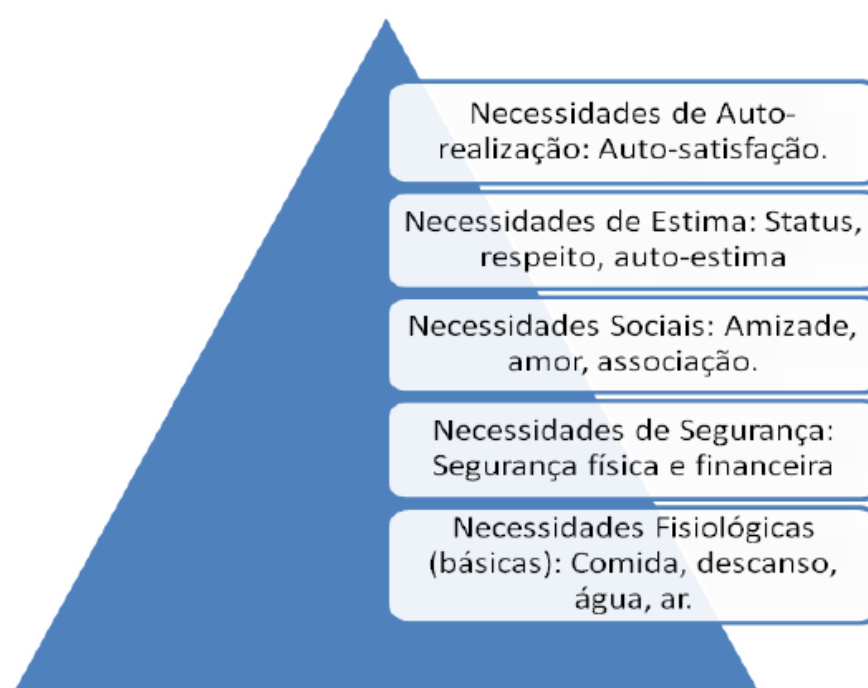 Necessidades de Auto-
realização: Auto-satisfação.
Necessidades de Estima: Status,
respeito, auto-estima
Necessidades Sociais: Amizade,
amor, associação.
Necessidades de Segurança:
Segurança física e financeira
Necessidades Fisiológicas
(básicas): Comida, descanso,
água, ar.